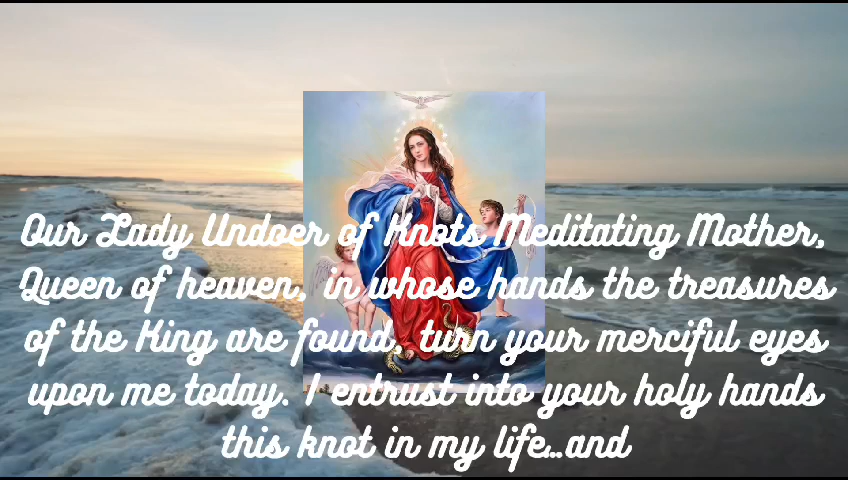 Our Lady Undoer of Knots Meditating Mother,
Queen of heaven, in whose hands the treasures
of the King are found, turn your merciful eyes
upon me today. I entrust into your holy hands
this knot in my life...and